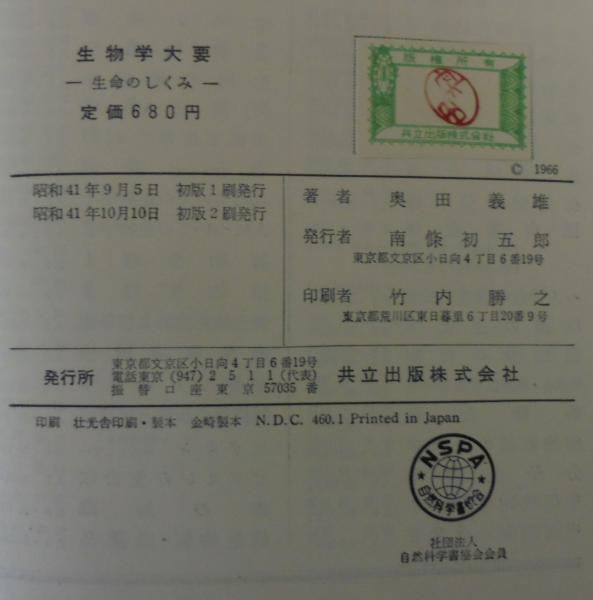 生物学大要
― 生命のしくみ ―
定価680円
版権所有
共立出版株式会社
© 1966
昭和41年9月5日 初版1刷発行
昭和41年10月10日 初版2刷発行
著者 奥田義雄
発行者 南條初五郎
東京都文京区小日向4丁目6番19号
印刷者 竹内勝之
東京都荒川区東日暮里6丁目20番9号
発行所
東京都文京区小日向4丁目6番19号
電話東京(947)2511(代表)
振替口座東京57035番
共立出版株式会社
印刷 壮光舎印刷・製本 金崎製本 N.D.C. 460.1 Printed in Japan
NSPA
社団法人
自然科学書協会会員